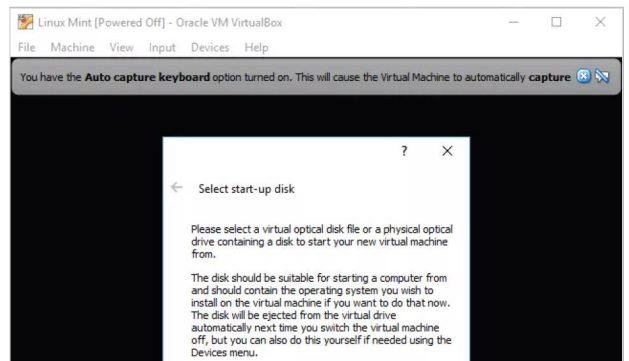 Linux Mint [Powered Off] - Oracle VM VirtualBox
File Machine View Input Devices Help
You have the Auto capture keyboard option turned on. This will cause the Virtual Machine to automatically capture
?
Select start-up disk
Please select a virtual optical disk file or a physical optical
drive containing a disk to start your new virtual machine
from.
The disk should be suitable for starting a computer from
and should contain the operating system you wish to
install on the virtual machine if you want to do that now.
The disk will be ejected from the virtual drive
automatically next time you switch the virtual machine
off, but you can also do this yourself if needed using the
Devices menu.